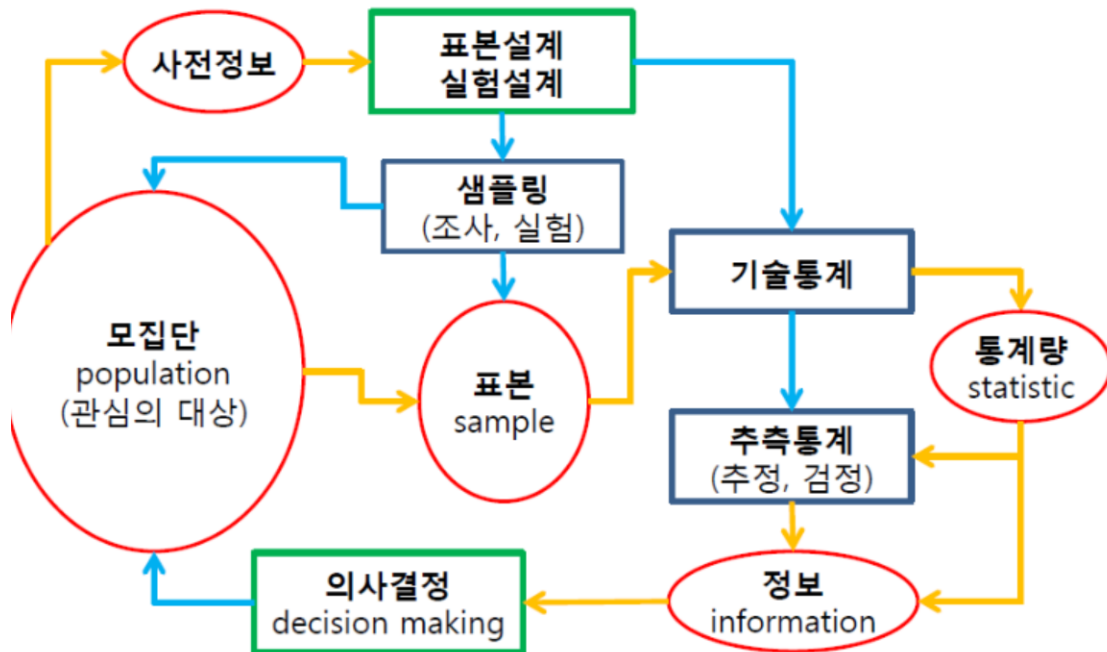 사전정보
표본설계
실험설계
샘플링
(조사, 실험)
모집단
population
(관심의 대상)
표본
sample
기술통계
통계량
statistic
추측통계
(추정, 검정)
의사결정
decision making
정보
information